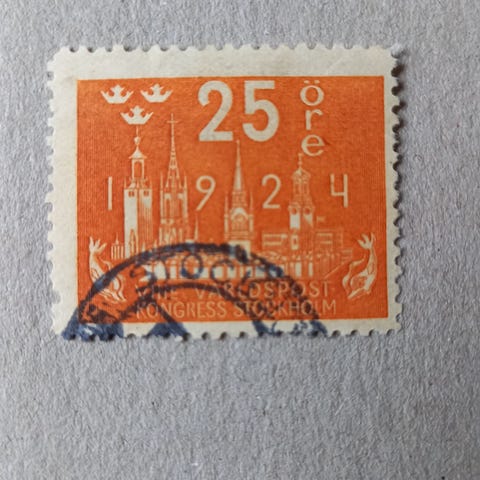 25 öre
1924
VÄRLDSPOST
KONGRESS STOCKHOLM